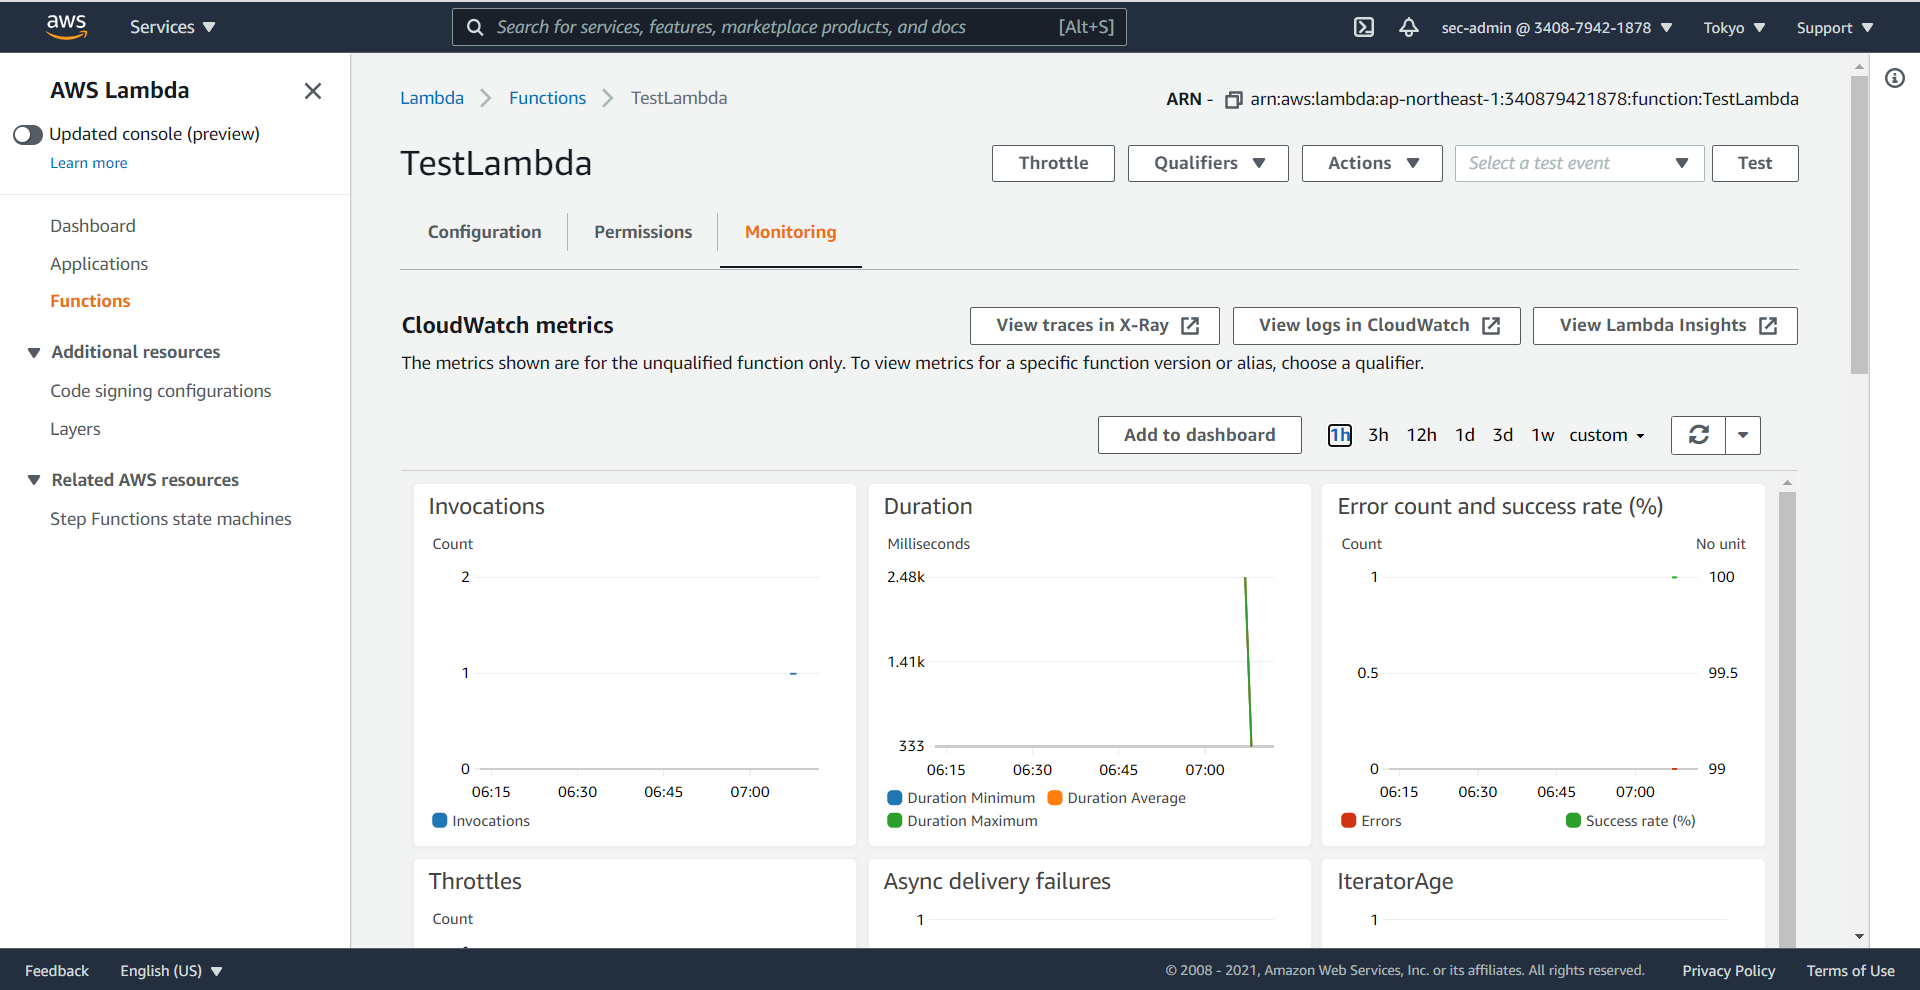 aws
Services
Search for services, features, marketplace products, and docs [Alt+S]
sec-admin @ 3408-7942-1878
Tokyo
Support
AWS Lambda
Updated console (preview)
Learn more
Dashboard
Applications
Functions
Additional resources
Code signing configurations
Layers
Related AWS resources
Step Functions state machines
Lambda
Functions
TestLambda
ARN - arn:aws:lambda:ap-northeast-1:340879421878:function:TestLambda
TestLambda
Throttle
Qualifiers
Actions
Select a test event
Test
Configuration
Permissions
Monitoring
CloudWatch metrics
View traces in X-Ray
View logs in CloudWatch
View Lambda Insights
The metrics shown are for the unqualified function only. To view metrics for a specific function version or alias, choose a qualifier.
Add to dashboard
1h 3h 12h 1d 3d 1w custom
Invocations
Count
2
1
0
06:15 06:30 06:45 07:00
Invocations
Duration
Milliseconds
2.48k
1.41k
333
06:15 06:30 06:45 07:00
Duration Minimum Duration Average
Duration Maximum
Error count and success rate (%)
Count No unit
1 100
0.5 99.5
0 99
06:15 06:30 06:45 07:00
Errors Success rate (%)
Throttles
Count
Async delivery failures
1
IteratorAge
1
Feedback
English (US)
© 2008 - 2021, Amazon Web Services, Inc. or its affiliates. All rights reserved.
Privacy Policy
Terms of Use